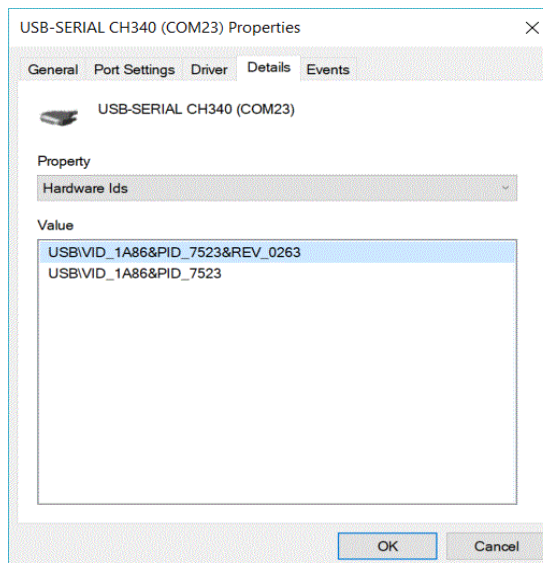 USB-SERIAL CH340 (COM23) Properties
General Port Settings Driver Details Events
USB-SERIAL CH340 (COM23)
Property
Hardware Ids
Value
USB\VID_1A86&PID_7523&REV_0263
USB\VID_1A86&PID_7523
OK Cancel